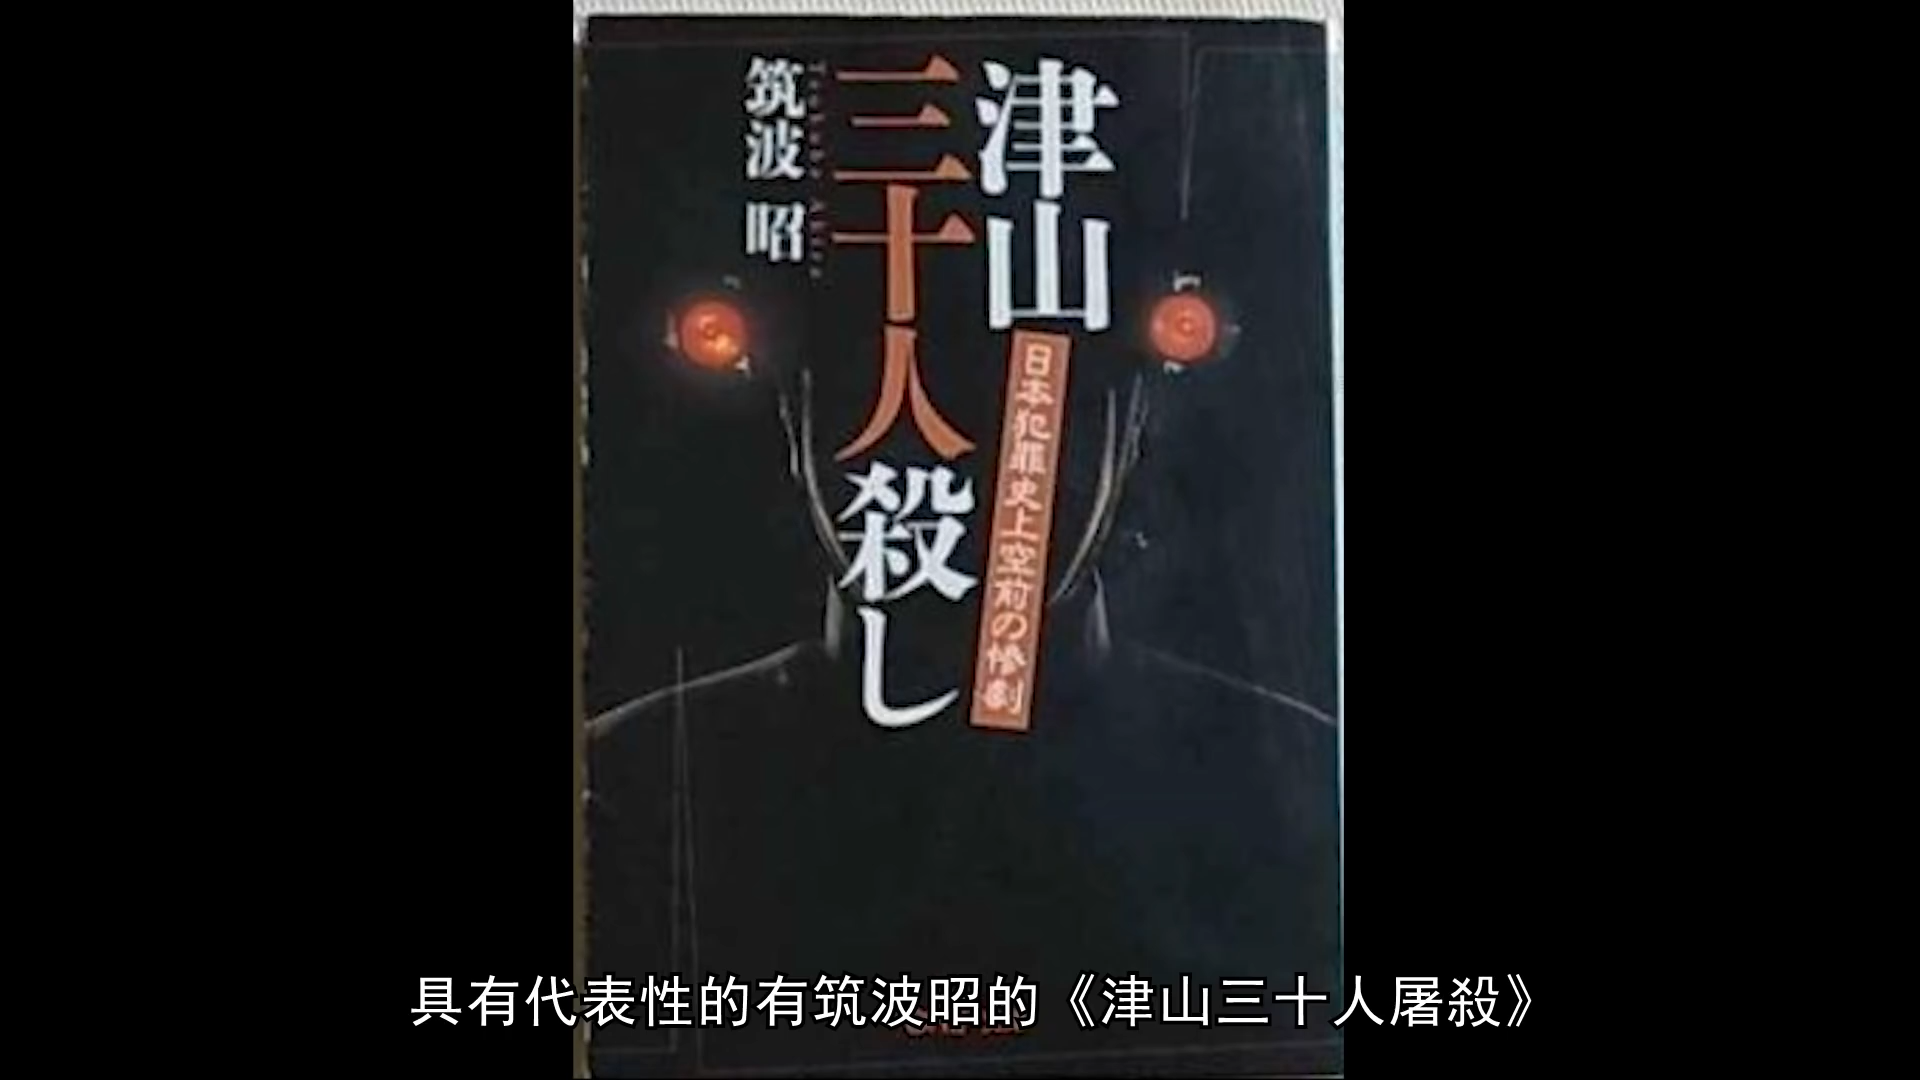 津山
三十人殺し
日本犯罪史上空前の惨劇
筑波 昭
Tsukuba Akira
具有代表性的有筑波昭的《津山三十人屠殺》